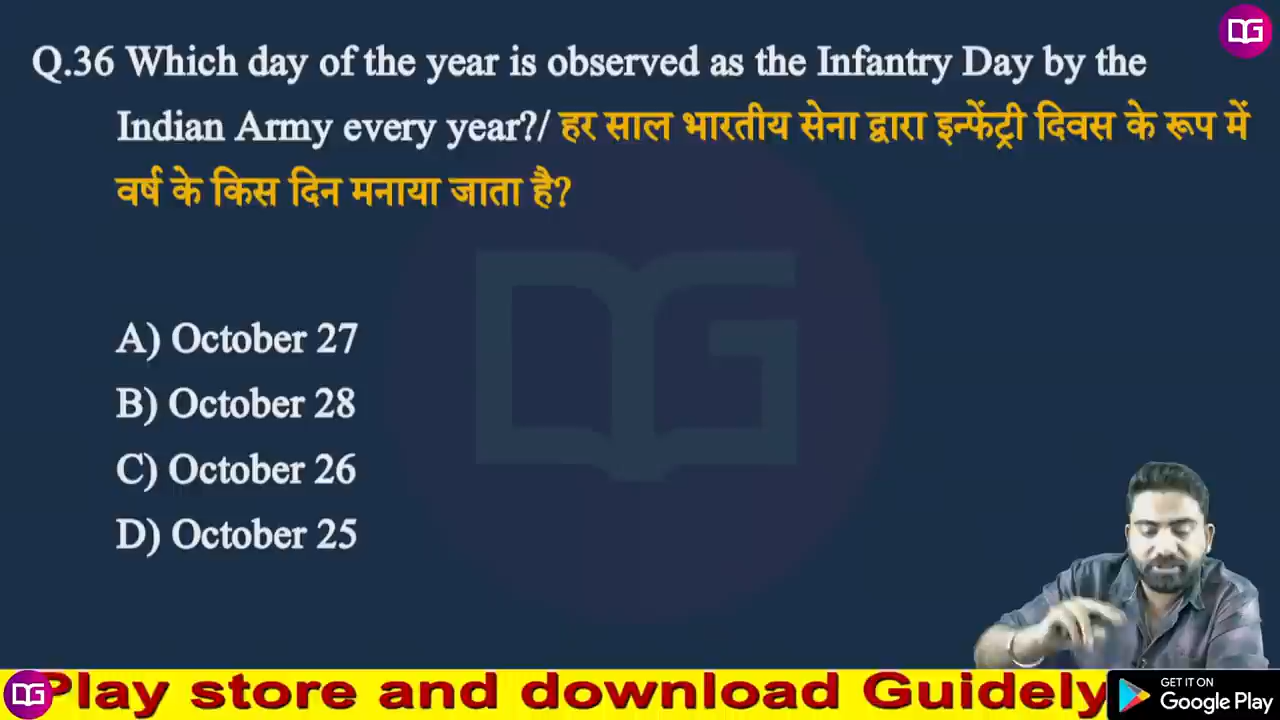 DG
Q.36 Which day of the year is observed as the Infantry Day by the
Indian Army every year?/ हर साल भारतीय सेना द्वारा इन्फेंट्री दिवस के रूप में
वर्ष के किस दिन मनाया जाता है?
DG
A) October 27
B) October 28
C) October 26
D) October 25
DG
Play store and download Guidely
GET IT ON
Google Play